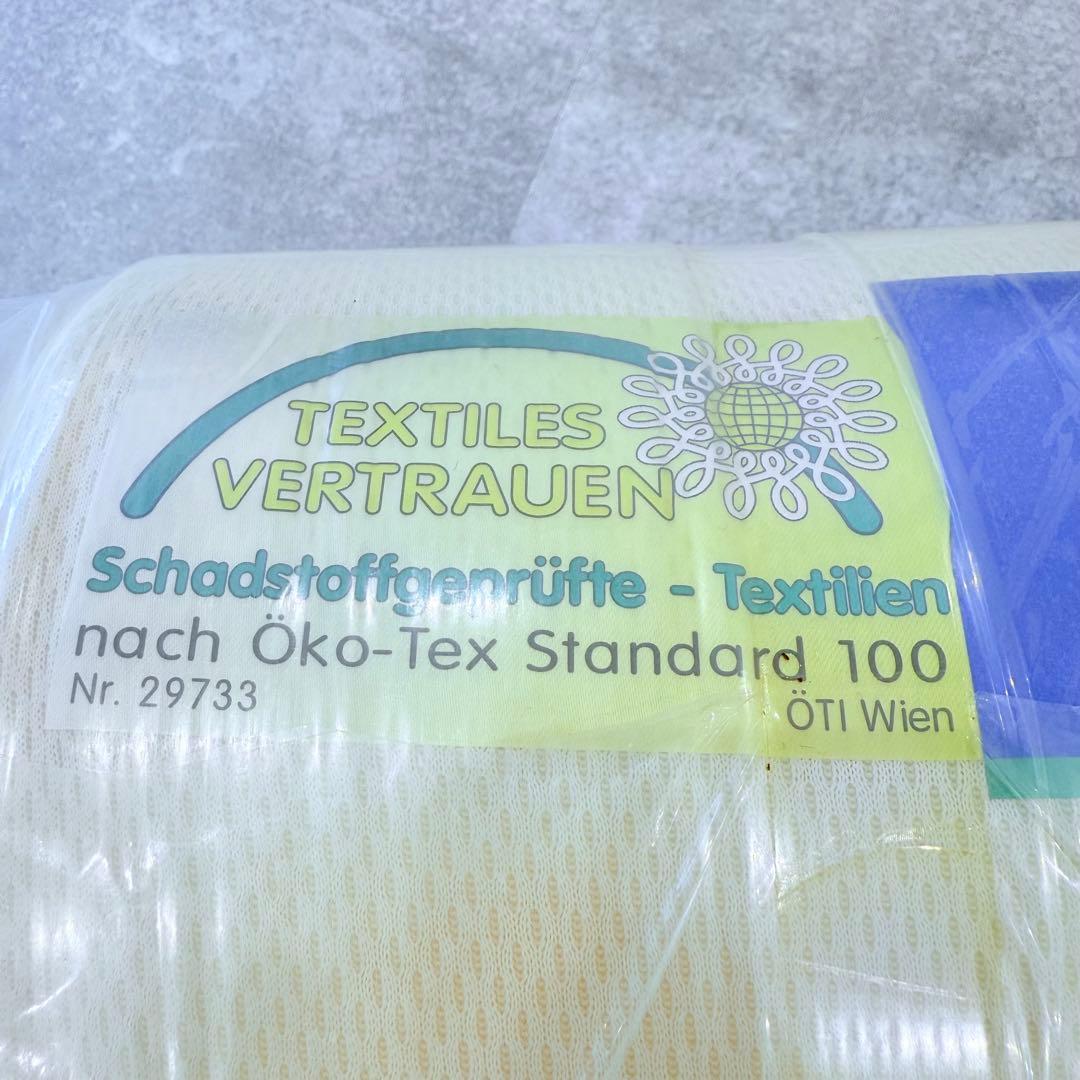 TEXTILES
VERTRAUEN
Schadstoffgeprüfte - Textilien
nach Öko-Tex Standard 100
Nr. 29733
ÖTI Wien